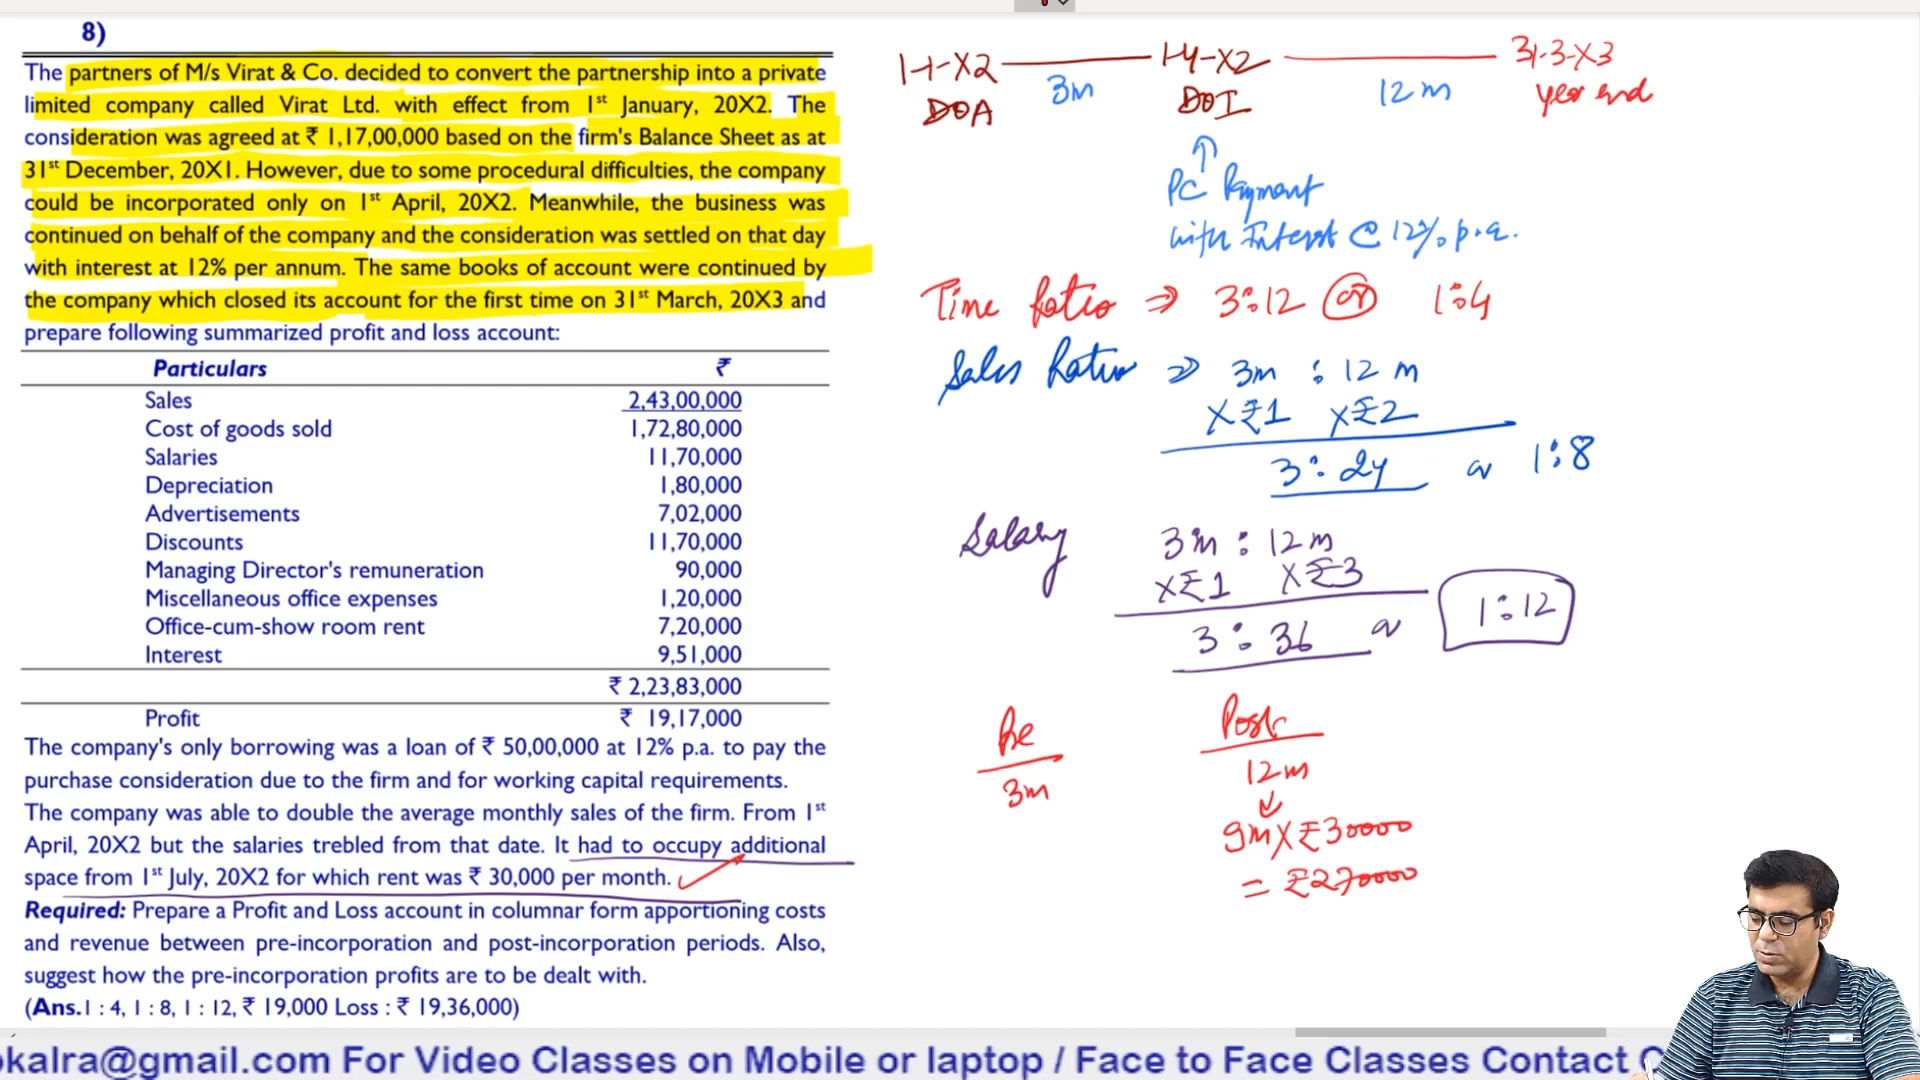 8)
The partners of M/s Virat & Co. decided to convert the partnership into a private
limited company called Virat Ltd. with effect from 1st January, 20X2. The
consideration was agreed at ₹ 1,17,00,000 based on the firm's Balance Sheet as at
31st December, 20X1. However, due to some procedural difficulties, the company
could be incorporated only on 1st April, 20X2. Meanwhile, the business was
continued on behalf of the company and the consideration was settled on that day
with interest at 12% per annum. The same books of account were continued by
the company which closed its account for the first time on 31st March, 20X3 and
prepare following summarized profit and loss account:
Particulars ₹
Sales 2,43,00,000
Cost of goods sold 1,72,80,000
Salaries 11,70,000
Depreciation 1,80,000
Advertisements 7,02,000
Discounts 11,70,000
Managing Director's remuneration 90,000
Miscellaneous office expenses 1,20,000
Office-cum-show room rent 7,20,000
Interest 9,51,000
₹ 2,23,83,000
Profit ₹ 19,17,000
The company's only borrowing was a loan of ₹ 50,00,000 at 12% p.a. to pay the
purchase consideration due to the firm and for working capital requirements.
The company was able to double the average monthly sales of the firm. From 1st
April, 20X2 but the salaries trebled from that date. It had to occupy additional
space from 1st July, 20X2 for which rent was ₹ 30,000 per month.
Required: Prepare a Profit and Loss account in columnar form apportioning costs
and revenue between pre-incorporation and post-incorporation periods. Also,
suggest how the pre-incorporation profits are to be dealt with.
(Ans.1 : 4, 1 : 8, 1 : 12, ₹ 19,000 Loss : ₹ 19,36,000)
1-1-X2 1-4-X2 31-3-X3
3m 12m year end
DOA DOI
PC Payment
with Interest @ 12% p.a.
Time Ratio ⇒ 3:12 or 1:4
Sales Ratio ⇒ 3m : 12m
X₹1 X₹2
3:24 or 1:8
Salary 3m : 12m
X₹1 X₹3
3:36 or 1:12
Pre Post
3m 12m
9m X ₹30000
= ₹270000
okalra@gmail.com For Video Classes on Mobile or laptop / Face to Face Classes Contact